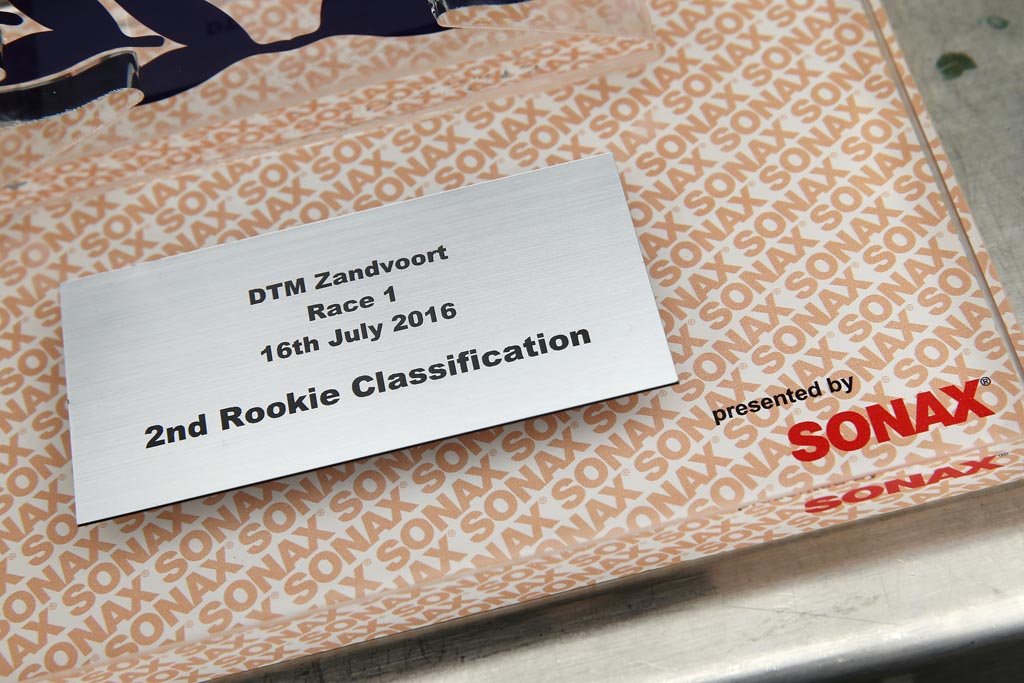 DTM Zandvoort
Race 1
16th July 2016
2nd Rookie Classification
presented by
SONAX®
SONAX